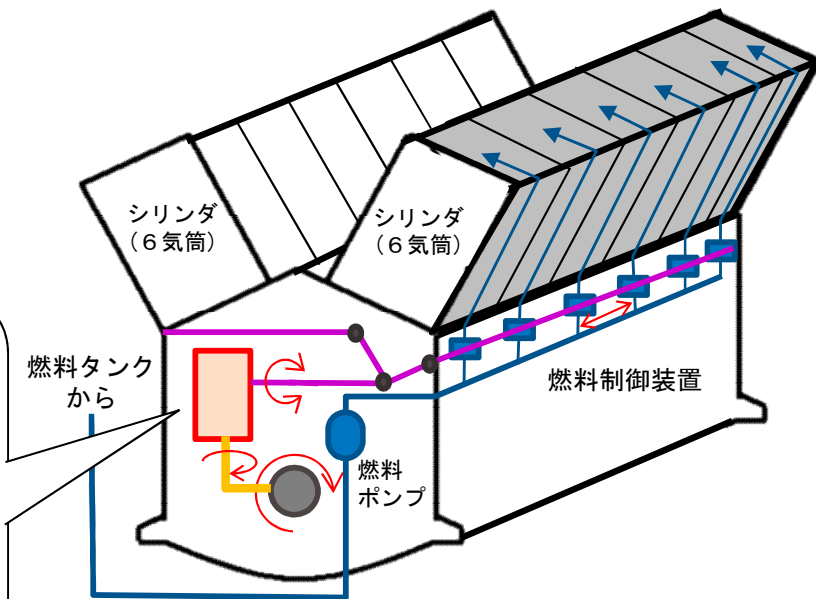 シリンダ
(6気筒)
シリンダ
(6気筒)
燃料タンク
から
燃料制御装置
燃料
ポンプ